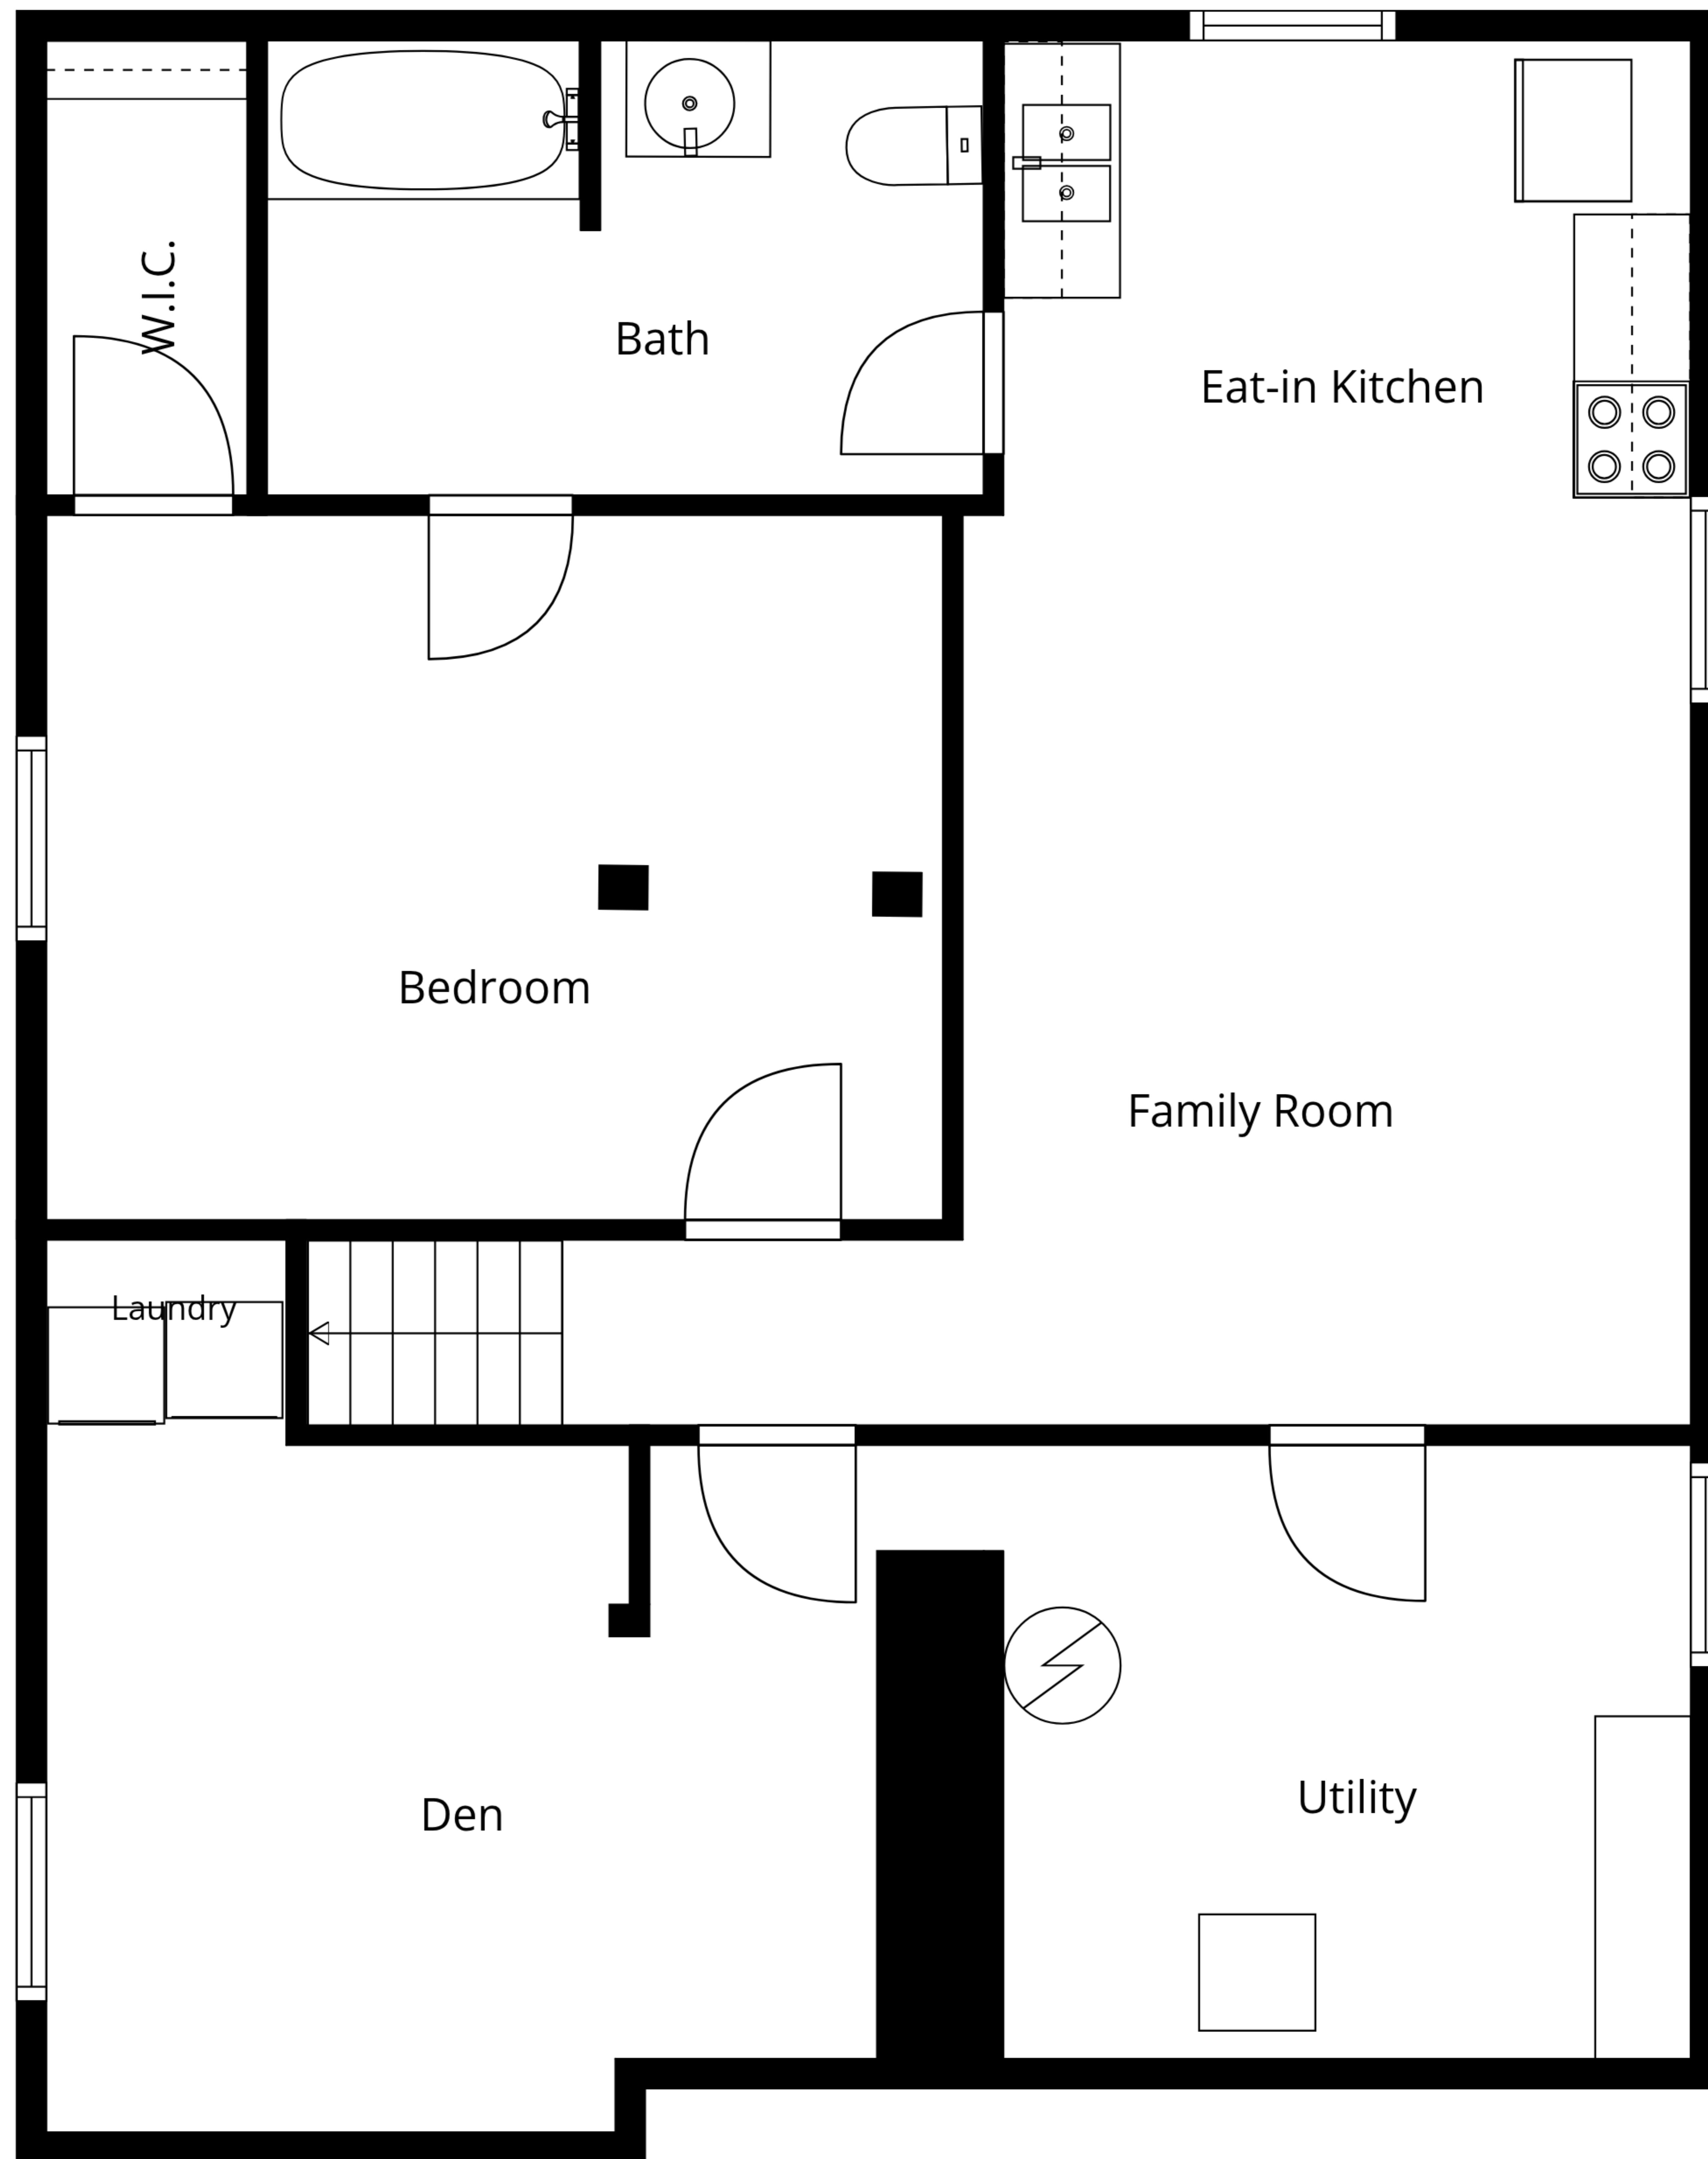 W.I.C.
Bath
Eat-in Kitchen
Bedroom
Family Room
Laundry
Den
Utility